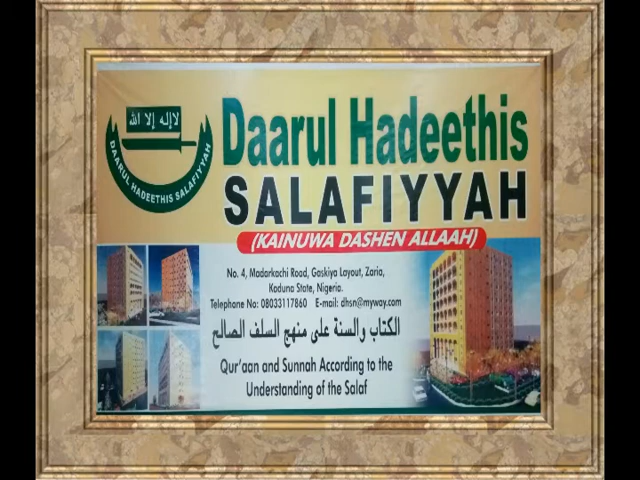 لاإله إلا الله
DAARUL HADEETHIS SALAFIYYAH
Daarul Hadeethis
SALAFIYYAH
(KAINUWA DASHEN ALLAAH)
No. 4, Madarkachi Road, Gaskiya Layout, Zaria,
Kaduna State, Nigeria.
Telephone No: 08033117860 E-mail: dhsn@myway.com
الكتاب والسنة على منهج السلف الصالح
Qur'aan and Sunnah According to the
Understanding of the Salaf